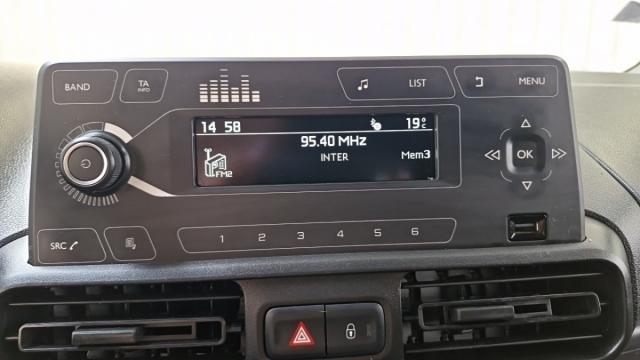 BAND
TA
INFO
LIST
MENU
14 58
19°C
95.40 MHz
INTER
Mem3
FM2
OK
SRC
1 2 3 4 5 6